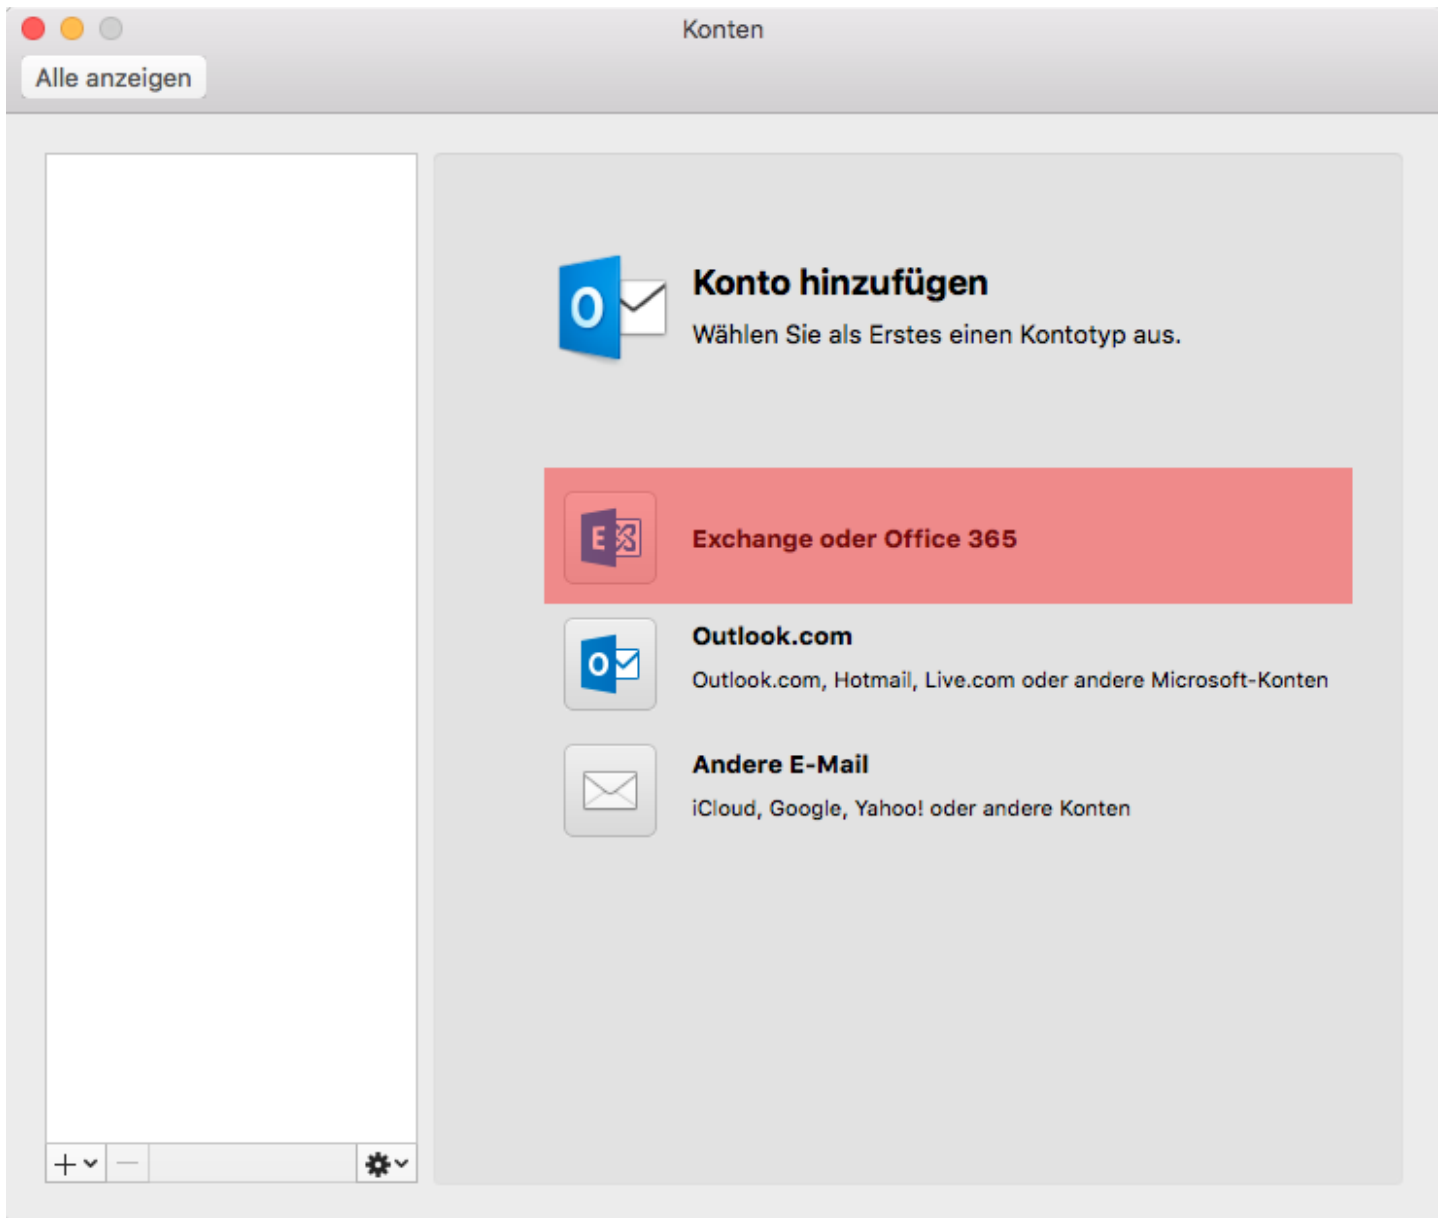 Konten
Alle anzeigen
Konto hinzufügen
Wählen Sie als Erstes einen Kontotyp aus.
Exchange oder Office 365
Outlook.com
Outlook.com, Hotmail, Live.com oder andere Microsoft-Konten
Andere E-Mail
iCloud, Google, Yahoo! oder andere Konten